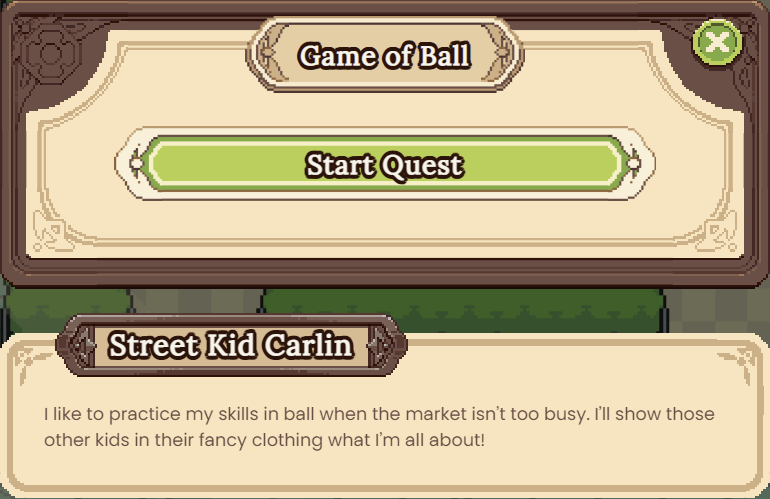 Game of Ball
Start Quest
Street Kid Carlin
I like to practice my skills in ball when the market isn't too busy. I'll show those
other kids in their fancy clothing what I'm all about!